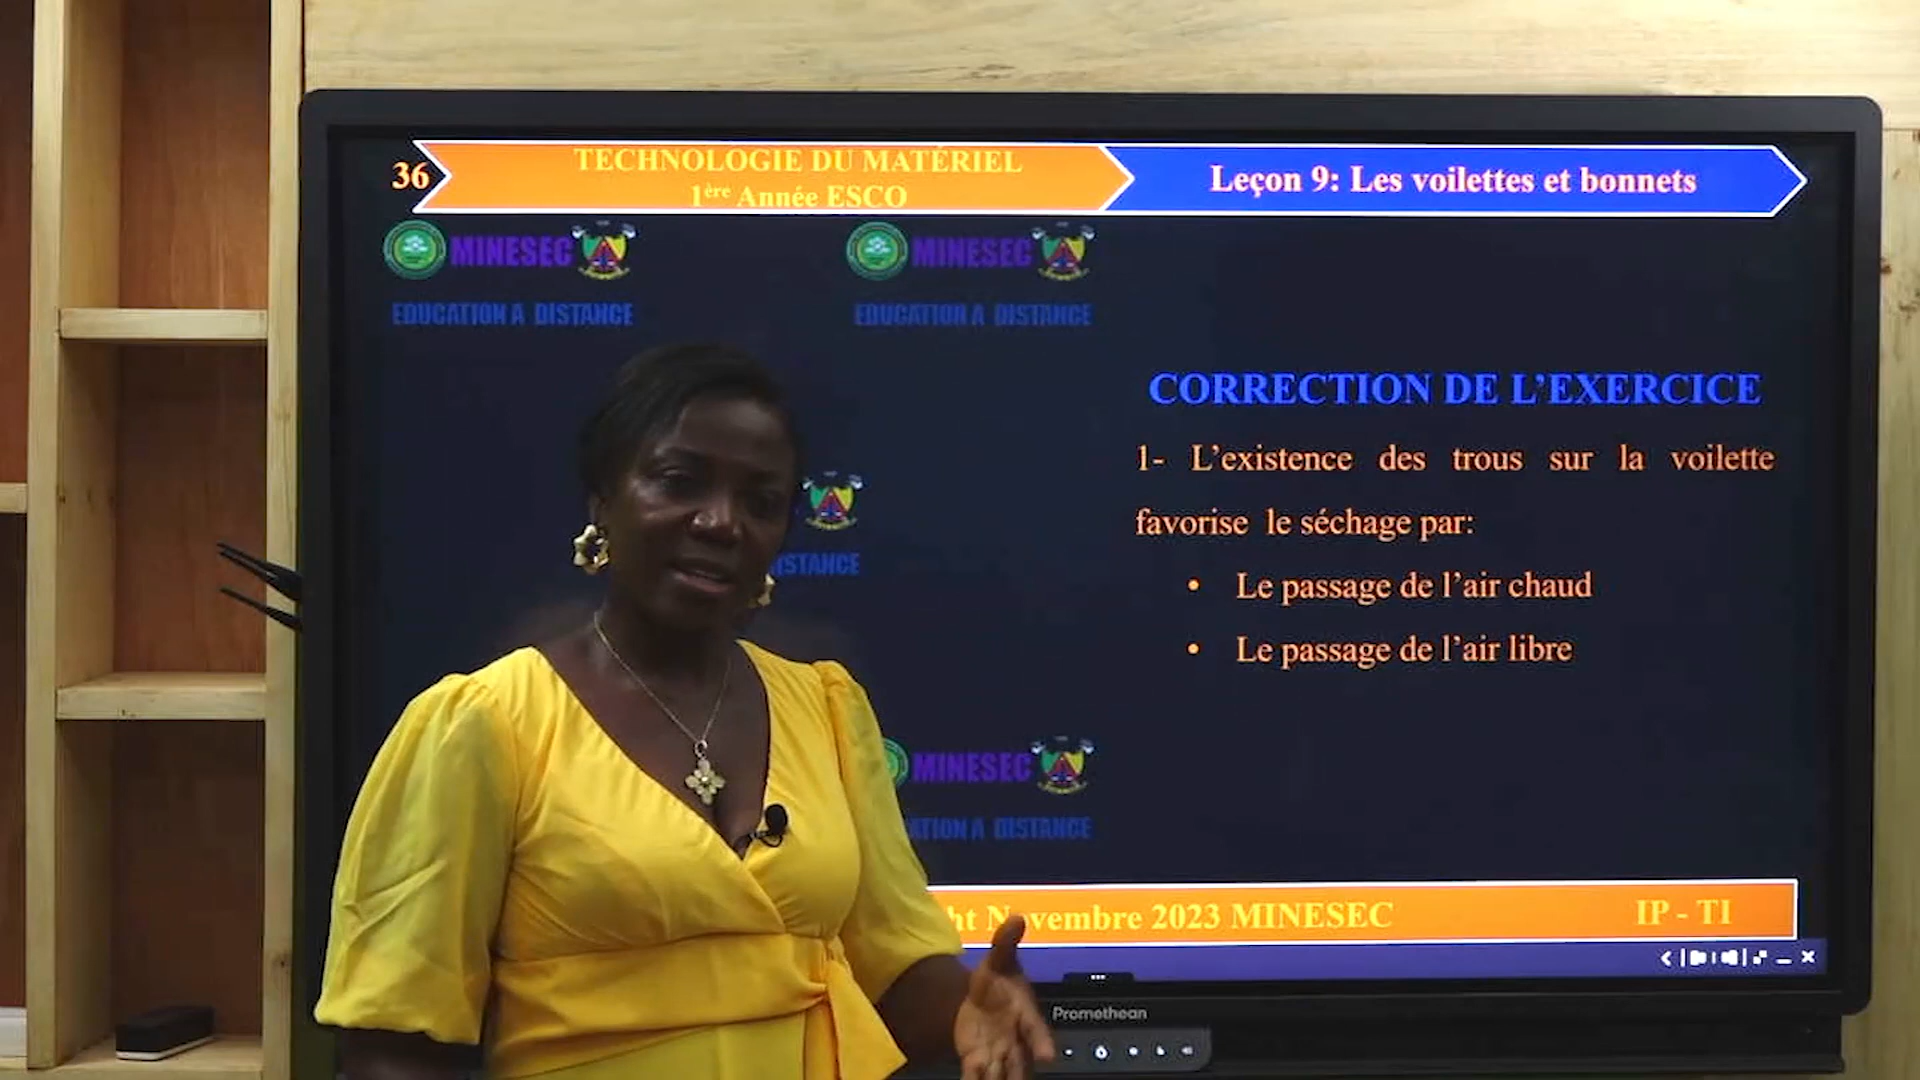 36
TECHNOLOGIE DU MATÉRIEL
1ère Année ESCO
Leçon 9: Les voilettes et bonnets
MINESEC
EDUCATION A DISTANCE
MINESEC
EDUCATION A DISTANCE
CORRECTION DE L'EXERCICE
1- L'existence des trous sur la voilette
favorise le séchage par:
• Le passage de l'air chaud
• Le passage de l'air libre
DISTANCE
MINESEC
A DISTANCE
Novembre 2023 MINESEC
IP - TI
Promethean